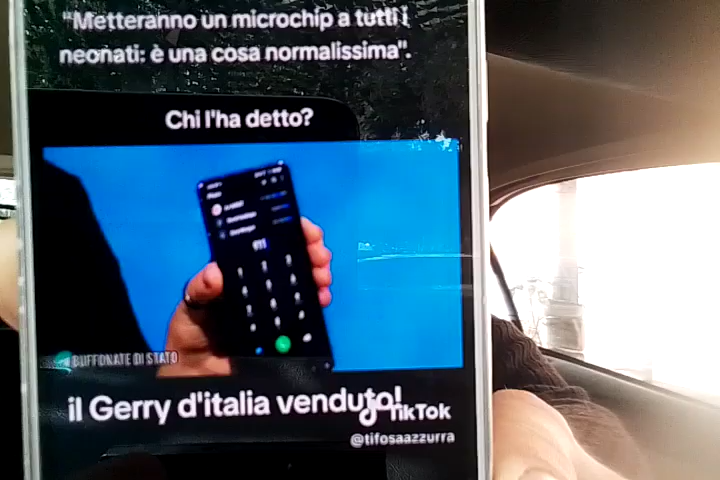 "Metteranno un microchip a tutti i
neonati: è una cosa normalissima".
Chi l'ha detto?
BUFFONATE DI STATO
il Gerry d'italia venduto!
TikTok
@tifosaazzurra